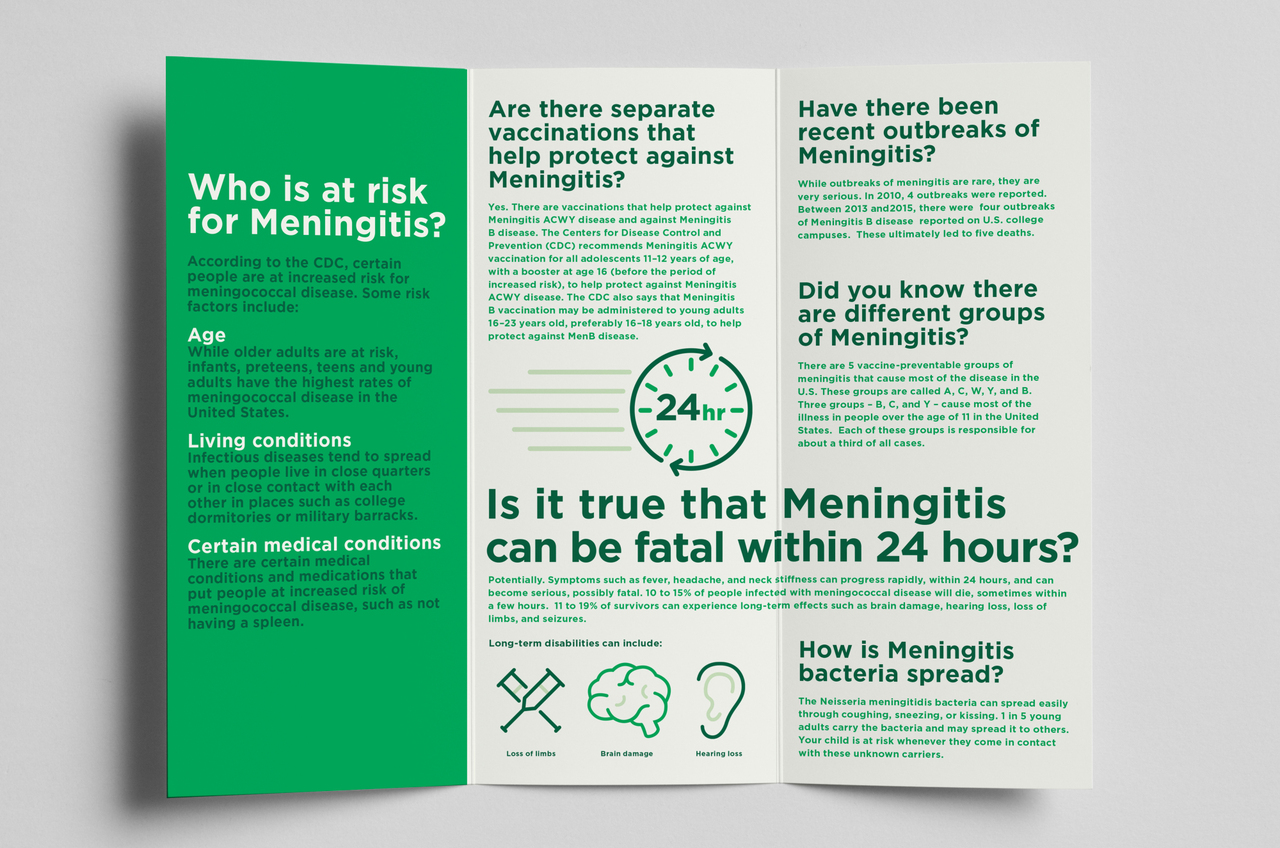 Who is at risk
for Meningitis?
According to the CDC, certain
people are at increased risk for
meningococcal disease. Some risk
factors include:
Age
While older adults are at risk,
infants, preteens, teens and young
adults have the highest rates of
meningococcal disease in the
United States.
Living conditions
Infectious diseases tend to spread
when people live in close quarters
or in close contact with each
other in places such as college
dormitories or military barracks.
Certain medical conditions
There are certain medical
conditions and medications that
put people at increased risk of
meningococcal disease, such as not
having a spleen.
Are there separate
vaccinations that
help protect against
Meningitis?
Yes. There are vaccinations that help protect against
Meningitis ACWY disease and against Meningitis
B disease. The Centers for Disease Control and
Prevention (CDC) recommends Meningitis ACWY
vaccination for all adolescents 11–12 years of age,
with a booster at age 16 (before the period of
increased risk), to help protect against Meningitis
ACWY disease. The CDC also says that Meningitis
B vaccination may be administered to young adults
16–23 years old, preferably 16–18 years old, to help
protect against MenB disease.
24hr
Have there been
recent outbreaks of
Meningitis?
While outbreaks of meningitis are rare, they are
very serious. In 2010, 4 outbreaks were reported.
Between 2013 and2015, there were  four outbreaks
of Meningitis B disease  reported on U.S. college
campuses.  These ultimately led to five deaths.
Did you know there
are different groups
of Meningitis?
There are 5 vaccine-preventable groups of
meningitis that cause most of the disease in the
U.S. These groups are called A, C, W, Y, and B.
Three groups – B, C, and Y – cause most of the
illness in people over the age of 11 in the United
States.  Each of these groups is responsible for
about a third of all cases.
Is it true that Meningitis
can be fatal within 24 hours?
Potentially. Symptoms such as fever, headache, and neck stiffness can progress rapidly, within 24 hours, and can
become serious, possibly fatal. 10 to 15% of people infected with meningococcal disease will die, sometimes within
a few hours.  11 to 19% of survivors can experience long-term effects such as brain damage, hearing loss, loss of
limbs, and seizures.
Long-term disabilities can include:
Loss of limbs
Brain damage
Hearing loss
How is Meningitis
bacteria spread?
The Neisseria meningitidis bacteria can spread easily
through coughing, sneezing, or kissing. 1 in 5 young
adults carry the bacteria and may spread it to others.
Your child is at risk whenever they come in contact
with these unknown carriers.